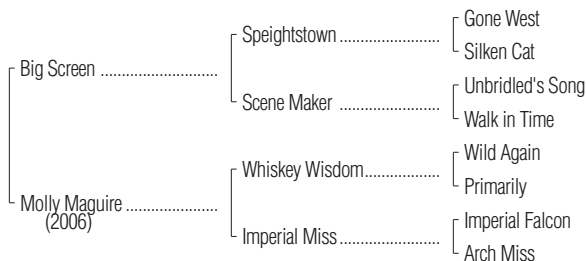 Gone West
Speightstown ....................
Silken Cat
Big Screen ........................
Unbridled's Song
Scene Maker ....................
Walk in Time
Wild Again
Whiskey Wisdom................
Primarily
Molly Maguire ...................
(2006)
Imperial Falcon
Imperial Miss ....................
Arch Miss